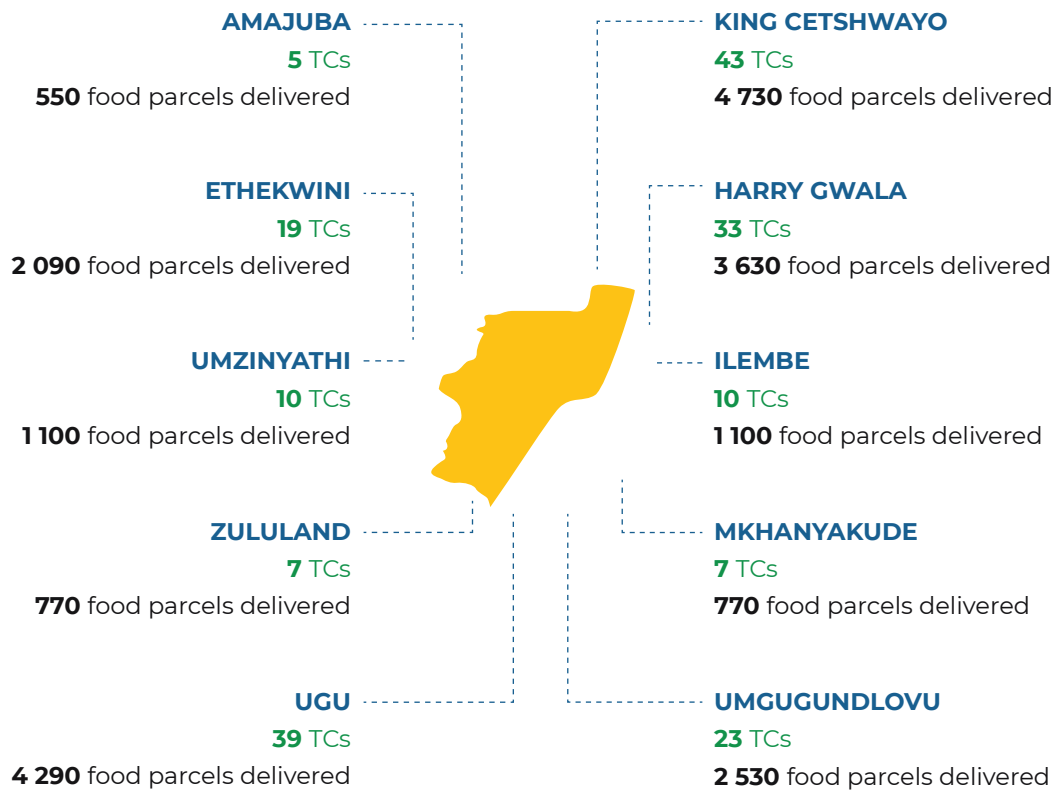 AMAJUBA
5 TCs
550 food parcels delivered
ETHEKWINI
19 TCs
2 090 food parcels delivered
UMZINYATHI
10 TCs
1 100 food parcels delivered
ZULULAND
7 TCs
770 food parcels delivered
UGU
39 TCs
4 290 food parcels delivered
KING CETSHWAYO
43 TCs
4 730 food parcels delivered
HARRY GWALA
33 TCs
3 630 food parcels delivered
ILEMBE
10 TCs
1 100 food parcels delivered
MKHANYAKUDE
7 TCs
770 food parcels delivered
UMGUGUNDLOVU
23 TCs
2 530 food parcels delivered